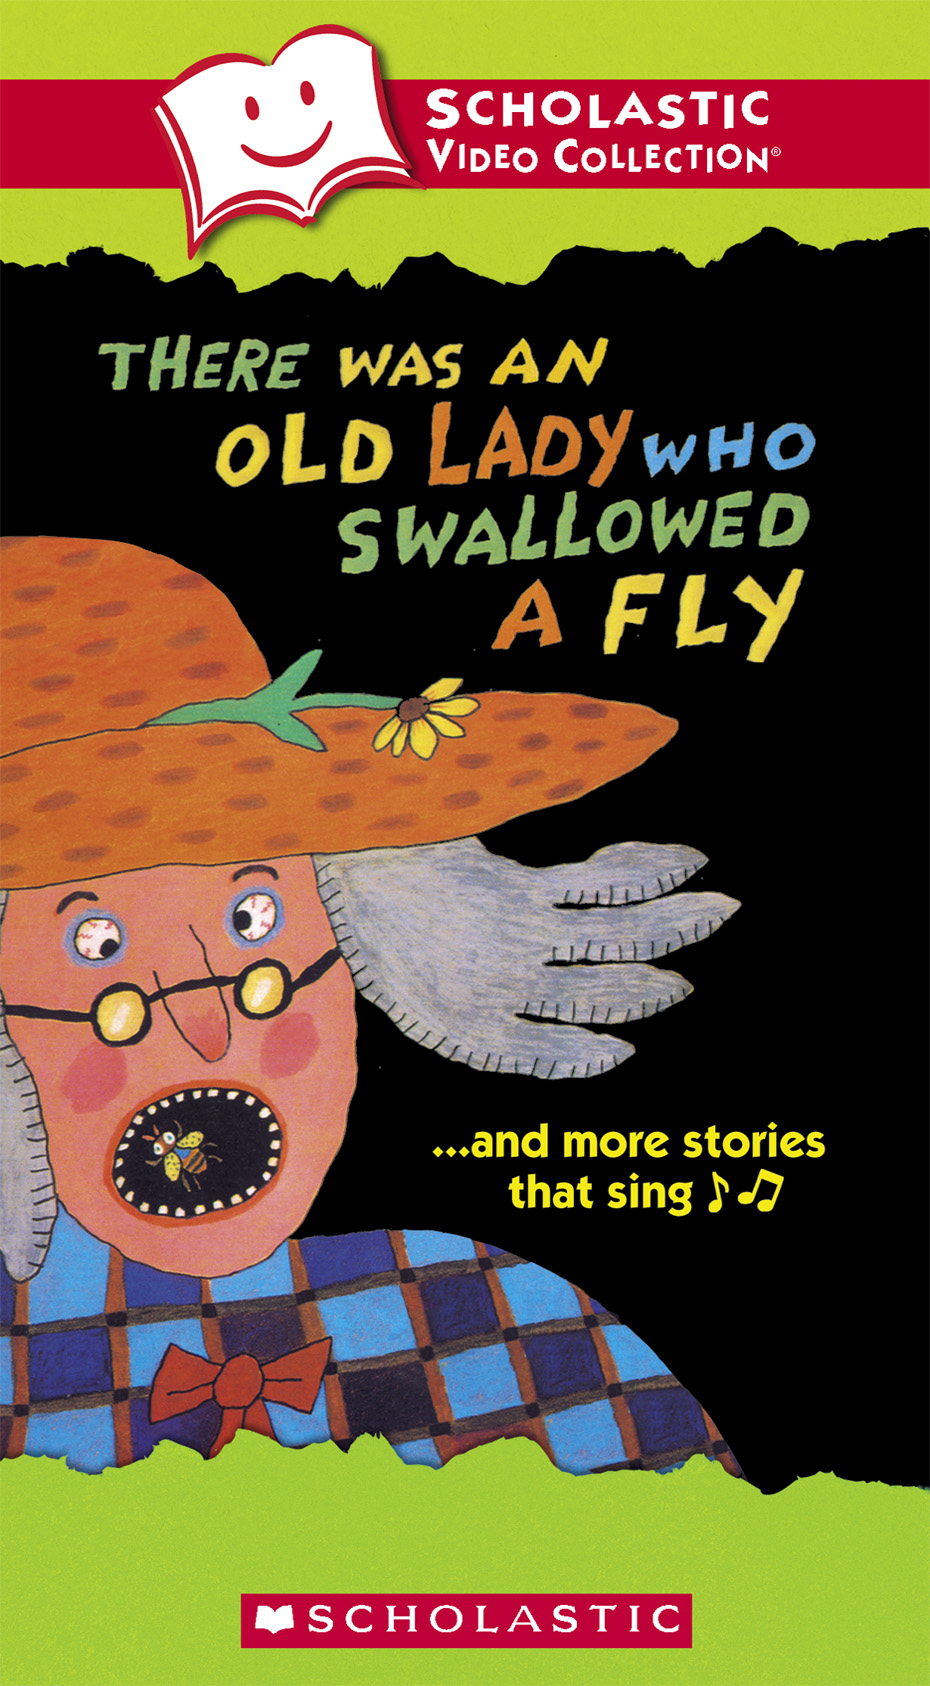 SCHOLASTIC
VIDEO COLLECTION®
THERE WAS AN
OLD LADY WHO
SWALLOWED
A FLY
...and more stories
that sing ♪♫
SCHOLASTIC